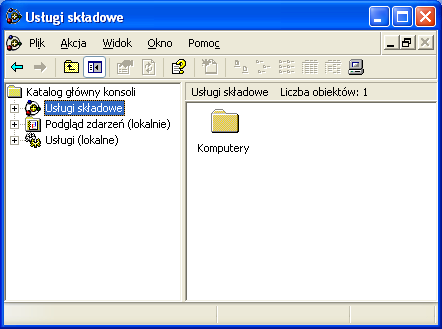 Usługi składowe
Plik Akcja Widok Okno Pomoc
Katalog główny konsoli
Usługi składowe
Podgląd zdarzeń (lokalnie)
Usługi (lokalne)
Usługi składowe Liczba obiektów: 1
Komputery